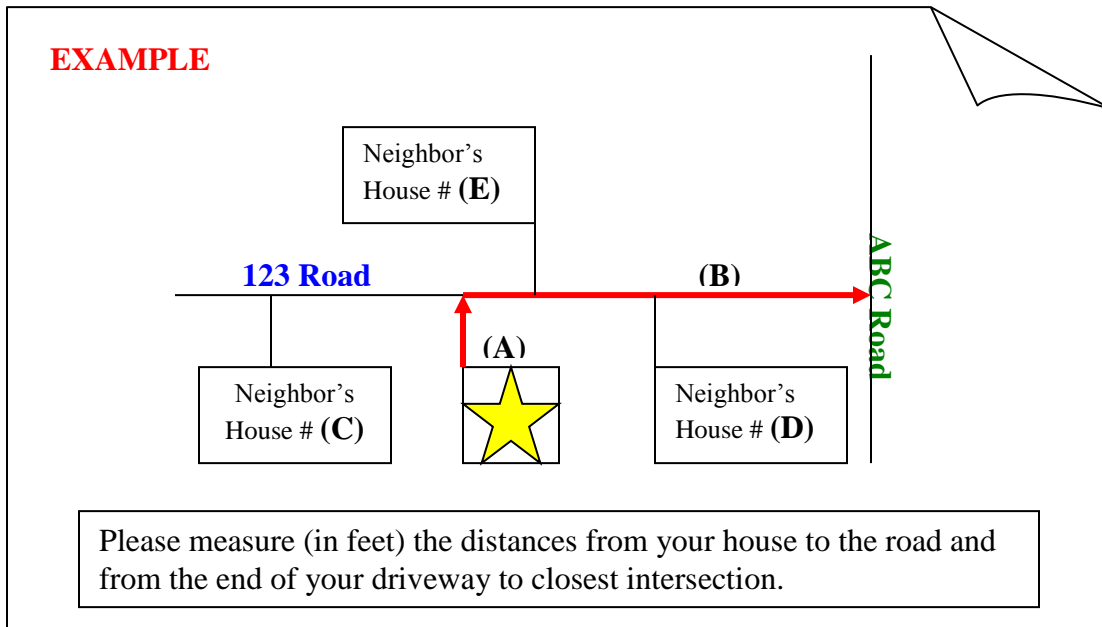 EXAMPLE
Neighbor's
House # (E)
123 Road
(B)
ABC Road
(A)
Neighbor's
House # (C)
Neighbor's
House # (D)
Please measure (in feet) the distances from your house to the road and
from the end of your driveway to closest intersection.